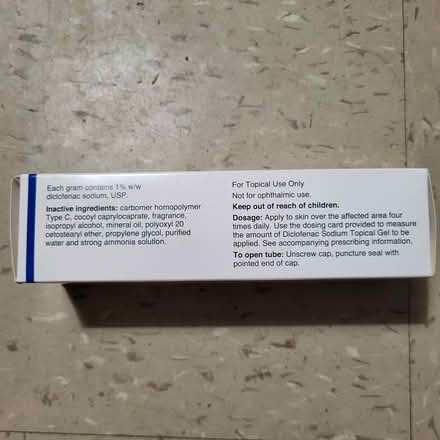 Each gram contains 1% w/w
diclofenac sodium, USP.
Inactive ingredients: carbomer homopolymer
Type C, cocoyl caprylocaprate, fragrance,
isopropyl alcohol, mineral oil, polyoxyl 20
cetostearyl ether, propylene glycol, purified
water and strong ammonia solution.
For Topical Use Only
Not for ophthalmic use.
Keep out of reach of children.
Dosage: Apply to skin over the affected area four
times daily. Use the dosing card provided to measure
the amount of Diclofenac Sodium Topical Gel to be
applied. See accompanying prescribing information.
To open tube: Unscrew cap, puncture seal with
pointed end of cap.